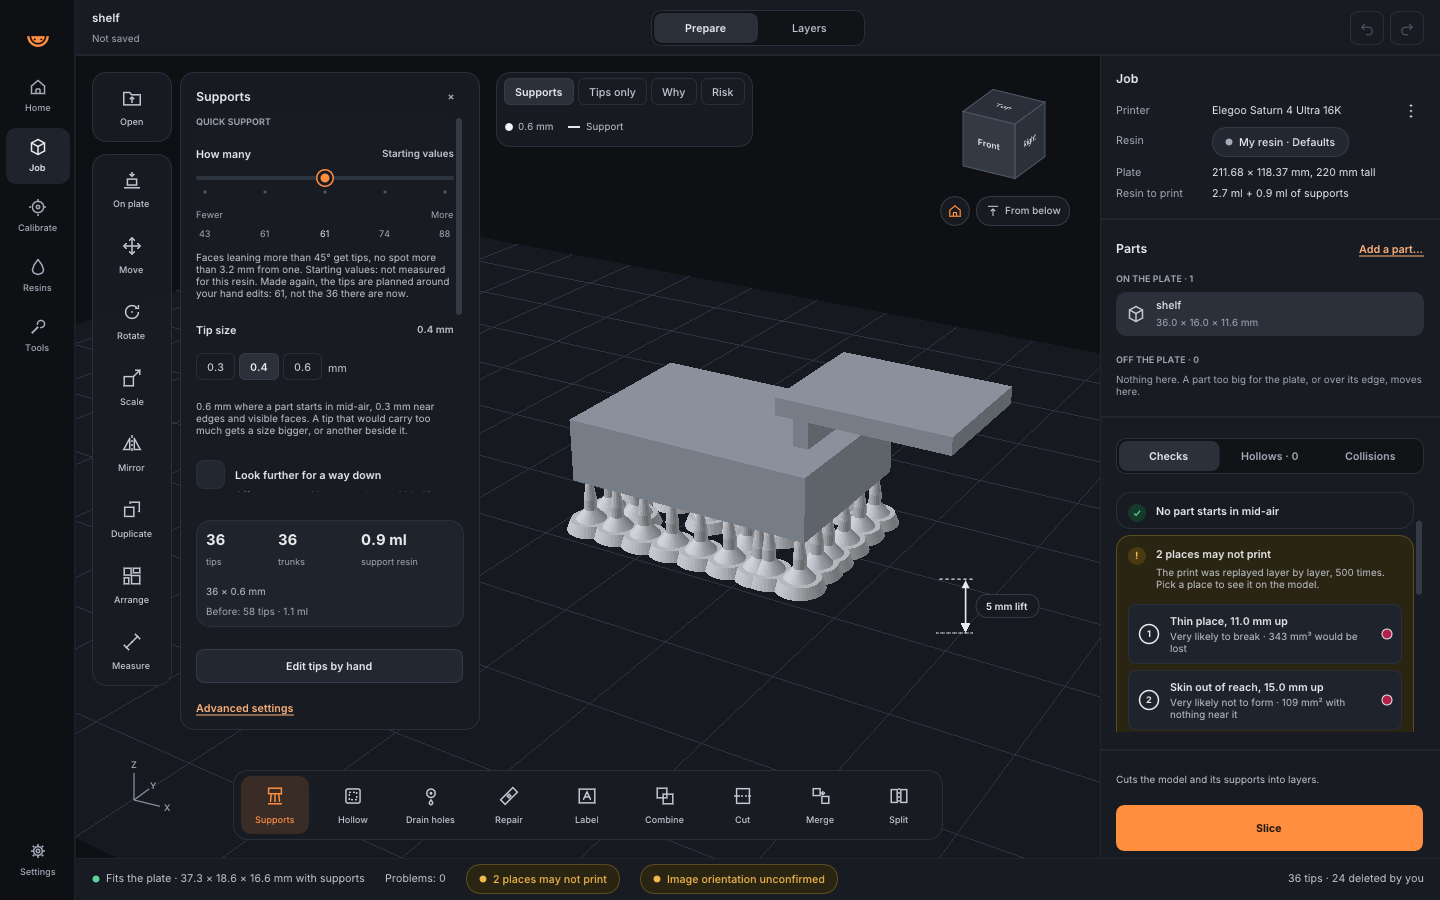 shelf
Not saved
Prepare
Layers
Home
Job
Calibrate
Resins
Tools
Settings
Open
On plate
Move
Rotate
Scale
Mirror
Duplicate
Arrange
Measure
Supports
×
QUICK SUPPORT
How many
Starting values
Fewer
More
43 61 61 74 88
Faces leaning more than 45° get tips, no spot more
than 3.2 mm from one. Starting values: not measured
for this resin. Made again, the tips are planned around
your hand edits: 61, not the 36 there are now.
Tip size
0.4 mm
0.3 0.4 0.6 mm
0.6 mm where a part starts in mid-air, 0.3 mm near
edges and visible faces. A tip that would carry too
much gets a size bigger, or another beside it.
Look further for a way down
36 36 0.9 ml
tips trunks support resin
36 × 0.6 mm
Before: 58 tips · 1.1 ml
Edit tips by hand
Advanced settings
Supports Tips only Why Risk
0.6 mm Support
Top
Front
Right
From below
5 mm lift
Z
Y
X
Supports
Hollow
Drain holes
Repair
Label
Combine
Cut
Merge
Split
Job
Printer Elegoo Saturn 4 Ultra 16K
Resin My resin · Defaults
Plate 211.68 × 118.37 mm, 220 mm tall
Resin to print 2.7 ml + 0.9 ml of supports
Parts
Add a part...
ON THE PLATE · 1
shelf
36.0 × 16.0 × 11.6 mm
OFF THE PLATE · 0
Nothing here. A part too big for the plate, or over its edge, moves
here.
Checks Hollows · 0 Collisions
No part starts in mid-air
! 2 places may not print
The print was replayed layer by layer, 500 times.
Pick a place to see it on the model.
1 Thin place, 11.0 mm up
Very likely to break · 343 mm³ would be
lost
2 Skin out of reach, 15.0 mm up
Very likely not to form · 109 mm² with
nothing near it
Cuts the model and its supports into layers.
Slice
Fits the plate · 37.3 × 18.6 × 16.6 mm with supports
Problems: 0
2 places may not print
Image orientation unconfirmed
36 tips · 24 deleted by you